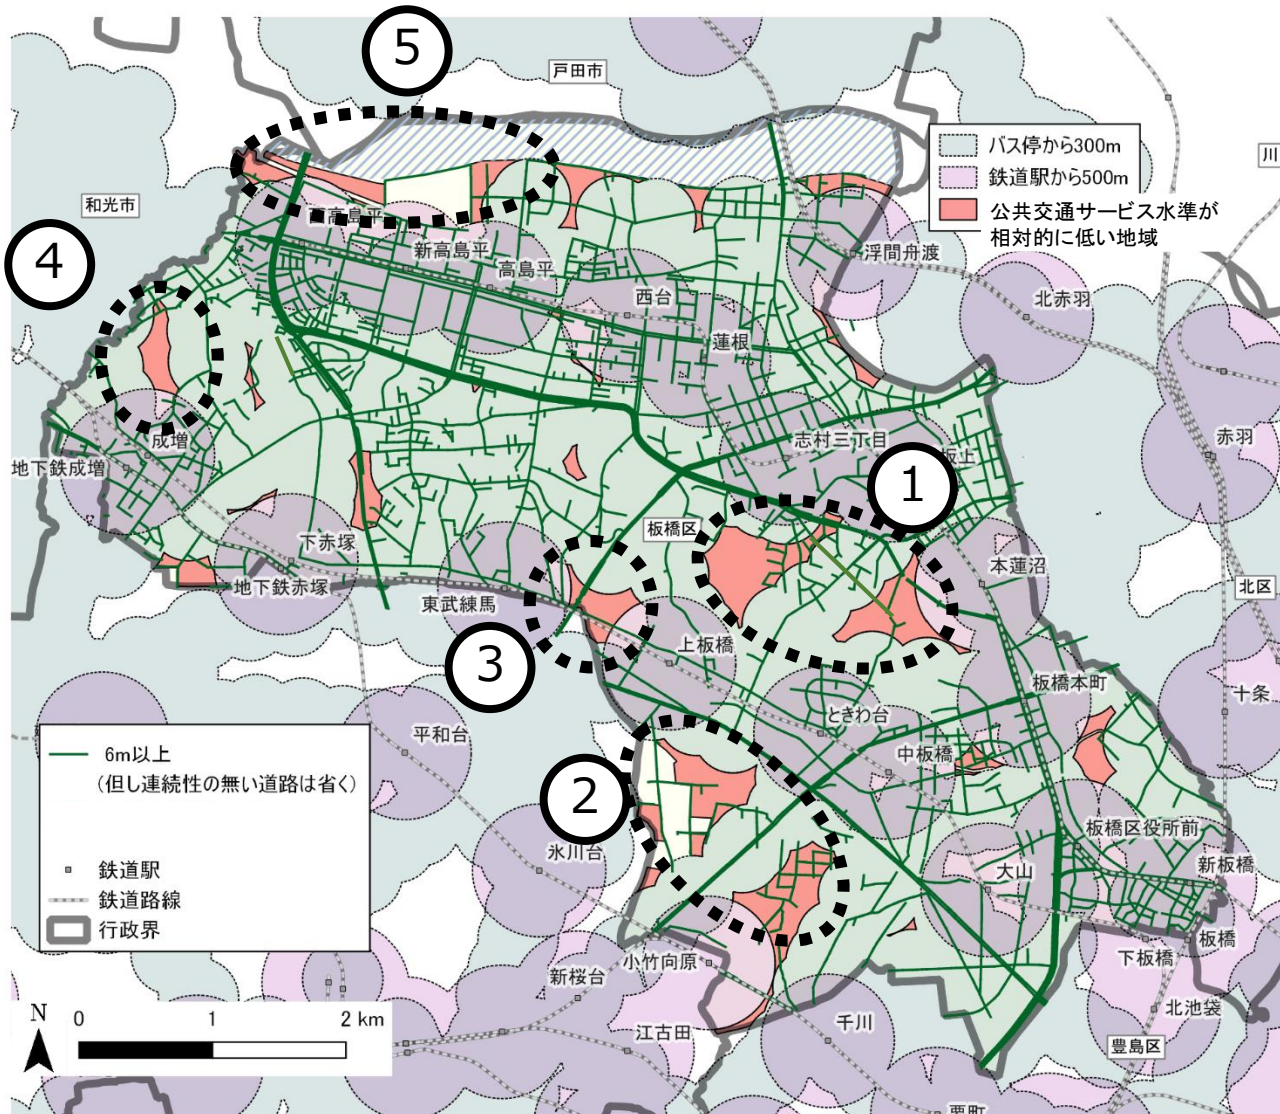 5
戸田市
川
バス停から300m
鉄道駅から500m
公共交通サービス水準が
相対的に低い地域
和光市
西高島平
新高島平
高島平
浮間舟渡
4
西台
北赤羽
蓮根
赤羽
成増
地下鉄成増
志村三丁目
坂上
1
板橋区
下赤塚
本蓮沼
地下鉄赤塚
北区
東武練馬
3
上板橋
板橋本町
十条
ときわ台
平和台
中板橋
6m以上
(但し連続性の無い道路は省く)
2
氷川台
板橋区役所前
大山
新板橋
鉄道駅
鉄道路線
行政界
板橋
下板橋
小竹向原
新桜台
北池袋
N
0 1 2 km
江古田
千川
豊島区
要町